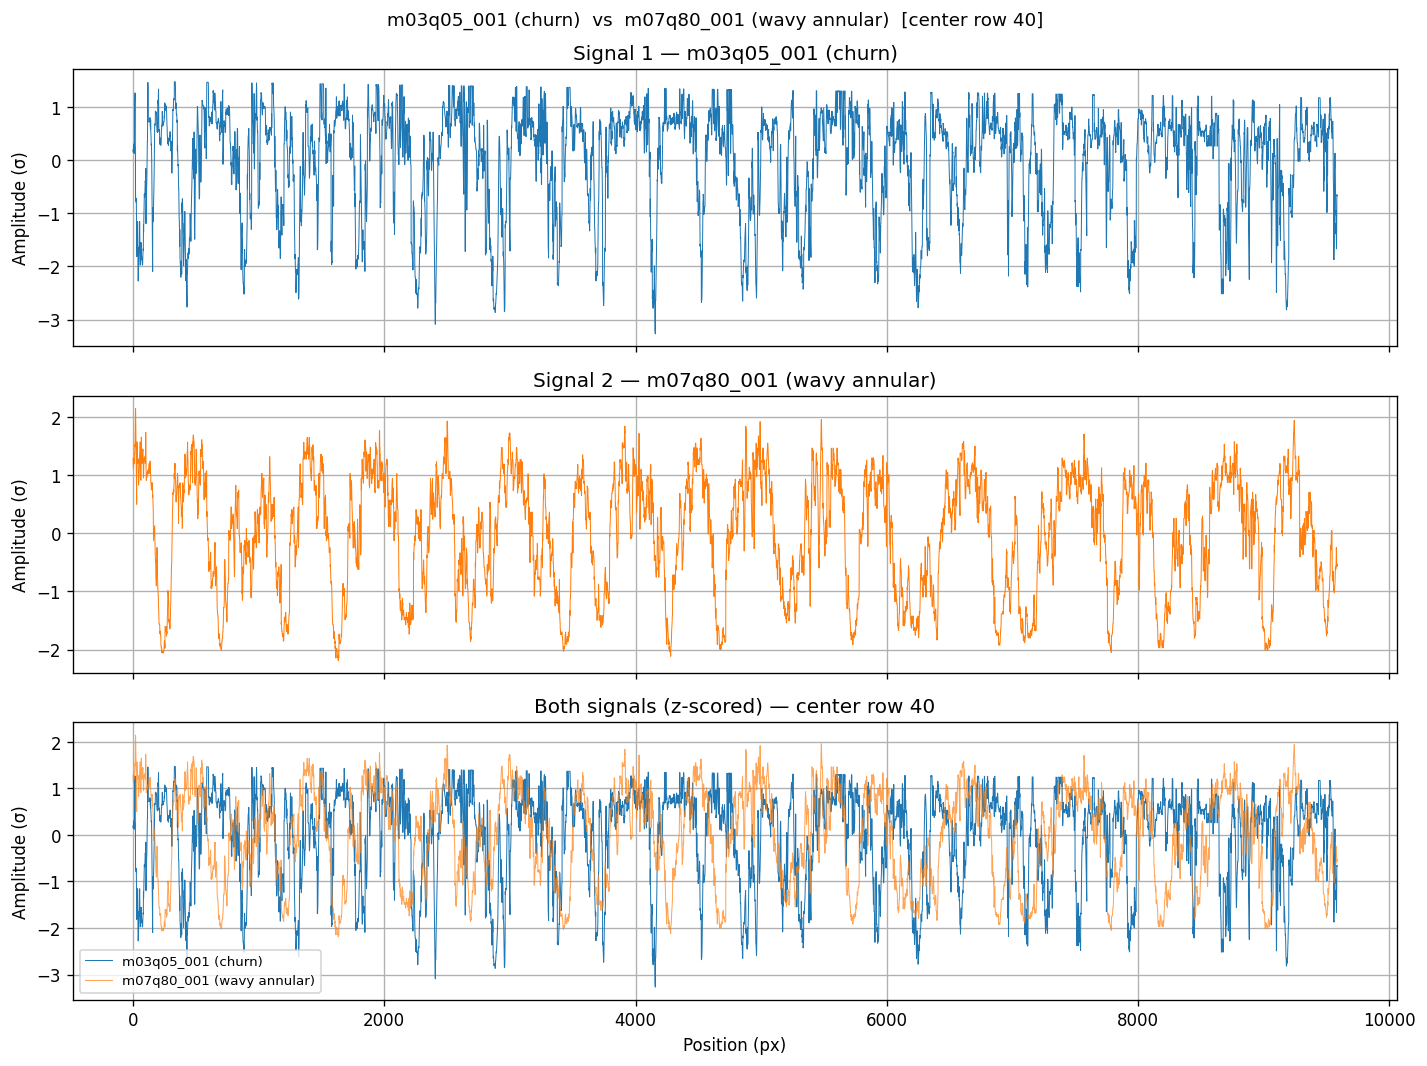 m03q05_001 (churn)  vs  m07q80_001 (wavy annular)  [center row 40]
Signal 1 — m03q05_001 (churn)
1
0
−1
−2
−3
Amplitude (σ)
Signal 2 — m07q80_001 (wavy annular)
2
1
0
−1
−2
Amplitude (σ)
Both signals (z-scored) — center row 40
2
1
0
−1
−2
−3
Amplitude (σ)
m03q05_001 (churn)
m07q80_001 (wavy annular)
0 2000 4000 6000 8000 10000
Position (px)